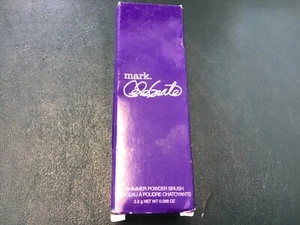 mark.
Celebrate
SHIMMER POWDER BRUSH
PINCEAU À POUDRE CHATOYANTE
2.5 g NET WT 0.088 OZ